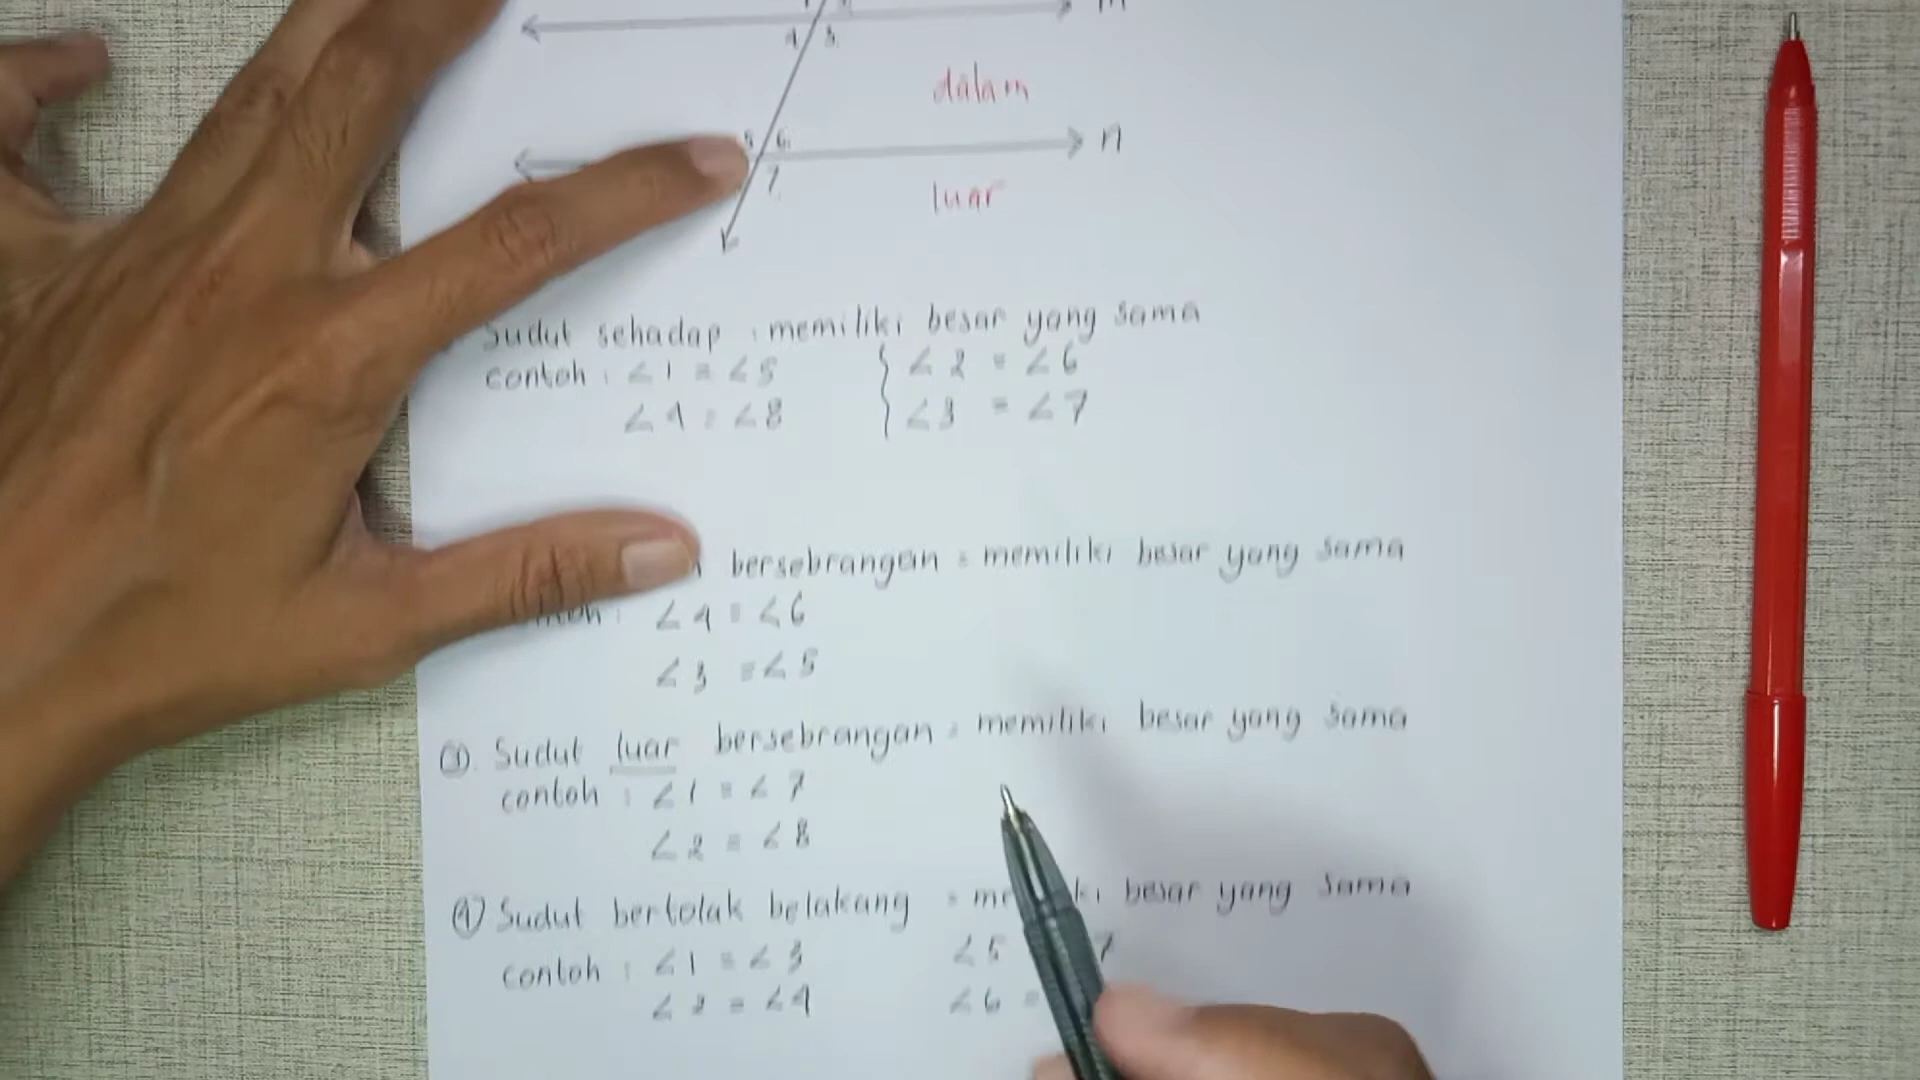 4 3
dalam
5 6
n
7
luar
Sudut sehadap : memiliki besar yang sama
contoh : ∠1 = ∠5 { ∠2 = ∠6
∠4 = ∠8 ∠3 = ∠7
bersebrangan = memiliki besar yang sama
∠4 = ∠6
∠3 = ∠5
③. Sudut luar bersebrangan = memiliki besar yang sama
contoh : ∠1 = ∠7
∠2 = ∠8
④ Sudut bertolak belakang = besar yang sama
contoh : ∠1 = ∠3 ∠5 7
∠2 = ∠4 ∠6 =